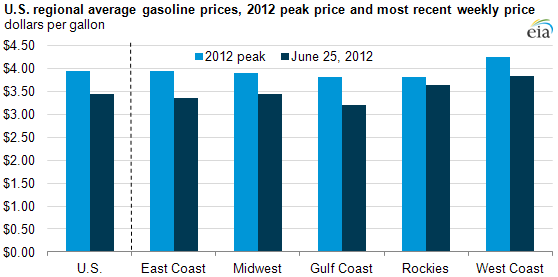 U.S. regional average gasoline prices, 2012 peak price and most recent weekly price
dollars per gallon
eia
$4.50
2012 peak June 25, 2012
$4.00
$3.50
$3.00
$2.50
$2.00
$1.50
$1.00
$0.50
$0.00
U.S. East Coast Midwest Gulf Coast Rockies West Coast